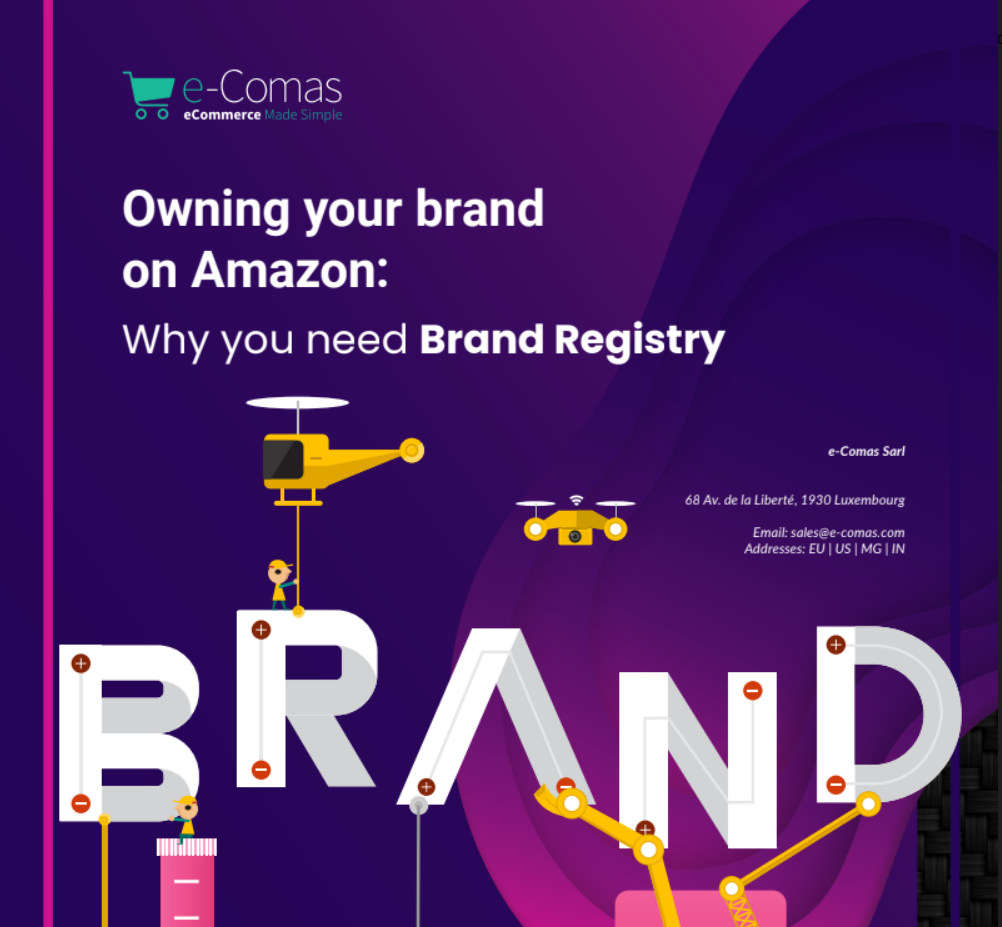 e-Comas
eCommerce Made Simple
Owning your brand
on Amazon:
Why you need Brand Registry
e-Comas Sarl
68 Av. de la Liberté, 1930 Luxembourg
Email: sales@e-comas.com
Addresses: EU | US | MG | IN
BRAND